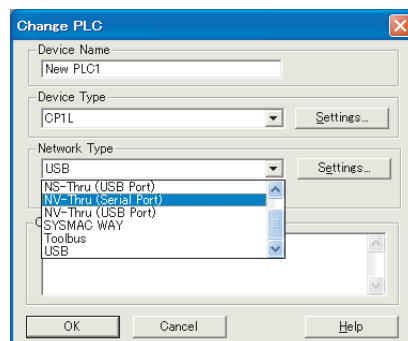 Change PLC
Device Name
New PLC1
Device Type
CP1L
Settings...
Network Type
USB
Settings...
NS-Thru (USB Port)
NV-Thru (Serial Port)
NV-Thru (USB Port)
SYSMAC WAY
Toolbus
USB
C
OK Cancel Help